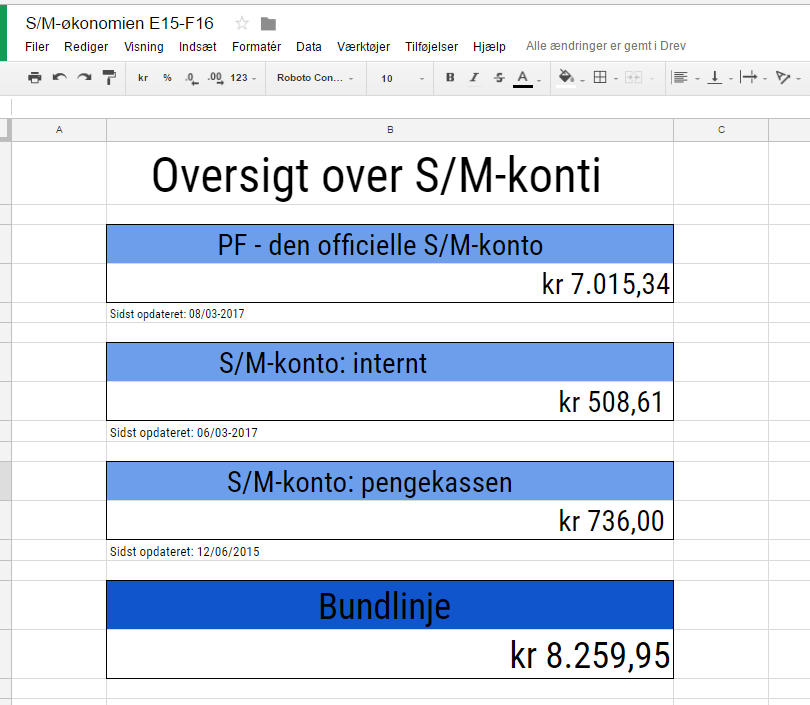 S/M-økonomien E15-F16
Filer Rediger Visning Indsæt Formatér Data Værktøjer Tilføjelser Hjælp Alle ændringer er gemt i Drev
kr % .0 .00 123 Roboto Con... 10 B I S A
A B C
Oversigt over S/M-konti
PF - den officielle S/M-konto
kr 7.015,34
Sidst opdateret: 08/03-2017
S/M-konto: internt
kr 508,61
Sidst opdateret: 06/03-2017
S/M-konto: pengekassen
kr 736,00
Sidst opdateret: 12/06/2015
Bundlinje
kr 8.259,95